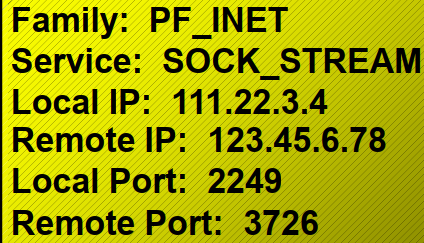 Family: PF_INET
Service: SOCK_STREAM
Local IP: 111.22.3.4
Remote IP: 123.45.6.78
Local Port: 2249
Remote Port: 3726